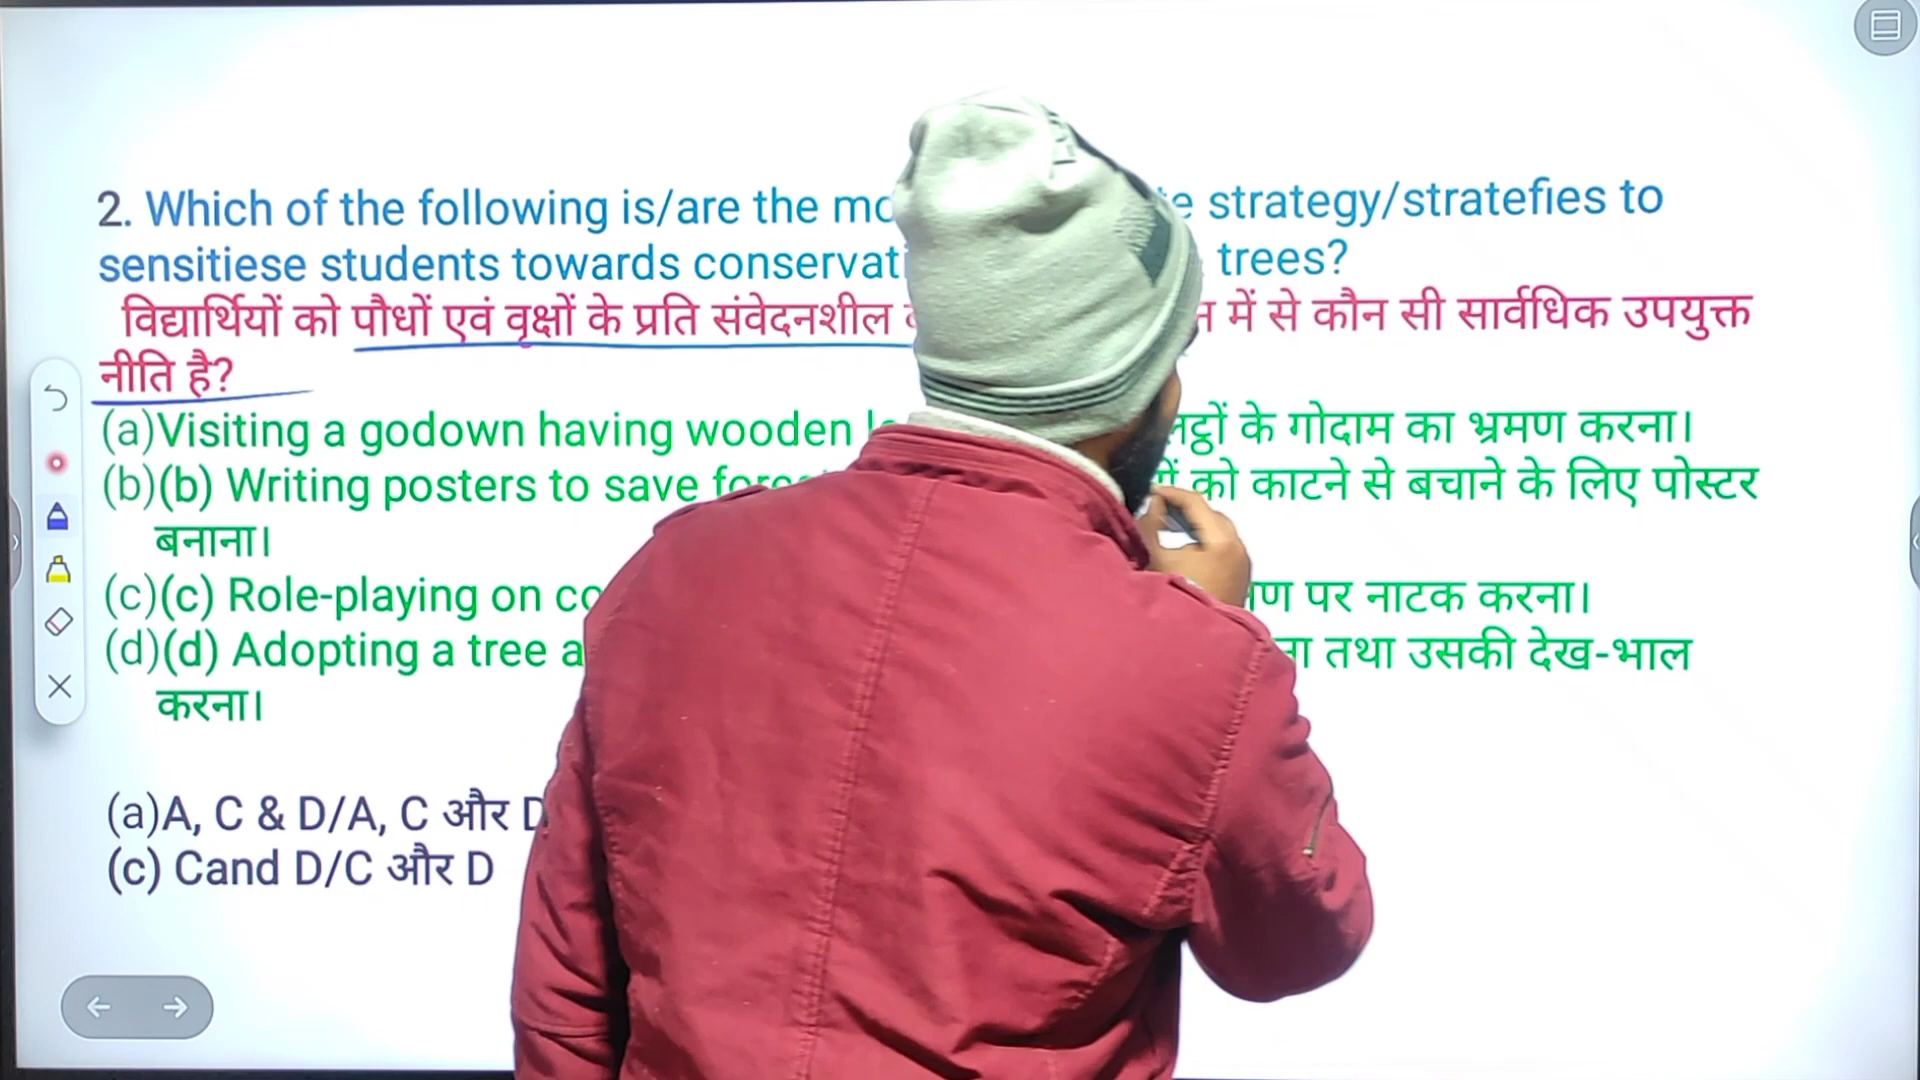 2. Which of the following is/are the strategy/stratefies to
sensitiese students towards trees?
विद्यार्थियों को पौधों एवं वृक्षों के प्रति संवेदनशील में से कौन सी सार्वधिक उपयुक्त
नीति है?
(a)Visiting a godown having wooden लट्ठों के गोदाम का भ्रमण करना।
(b)(b) Writing posters to save को काटने से बचाने के लिए पोस्टर
बनाना।
(c)(c) Role-playing on पर नाटक करना।
(d)(d) Adopting a tree तथा उसकी देख-भाल
करना।
(a)A, C & D/A, C और D
(c) Cand D/C और D